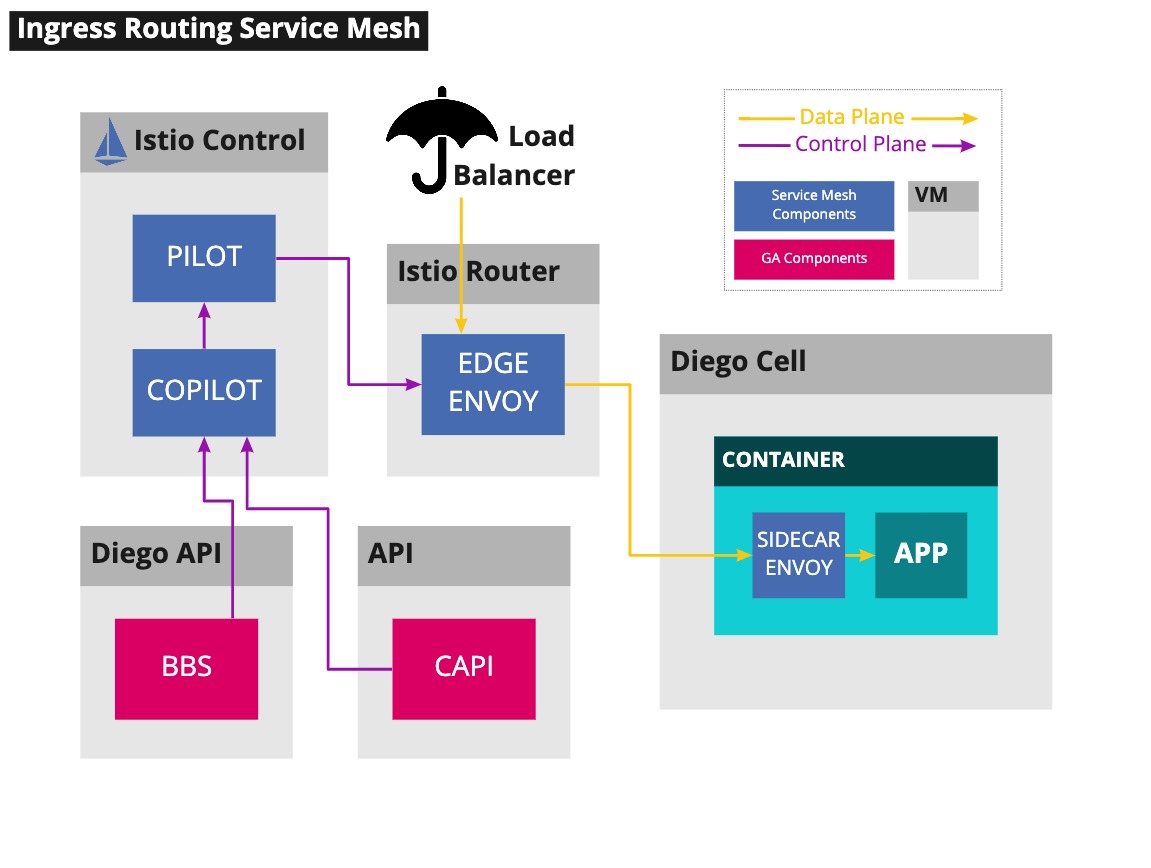 Ingress Routing Service Mesh
Istio Control
PILOT
COPILOT
Load
Balancer
Istio Router
EDGE
ENVOY
Data Plane
Control Plane
Service Mesh
Components
GA Components
VM
Diego Cell
CONTAINER
SIDECAR
ENVOY
APP
Diego API
BBS
API
CAPI